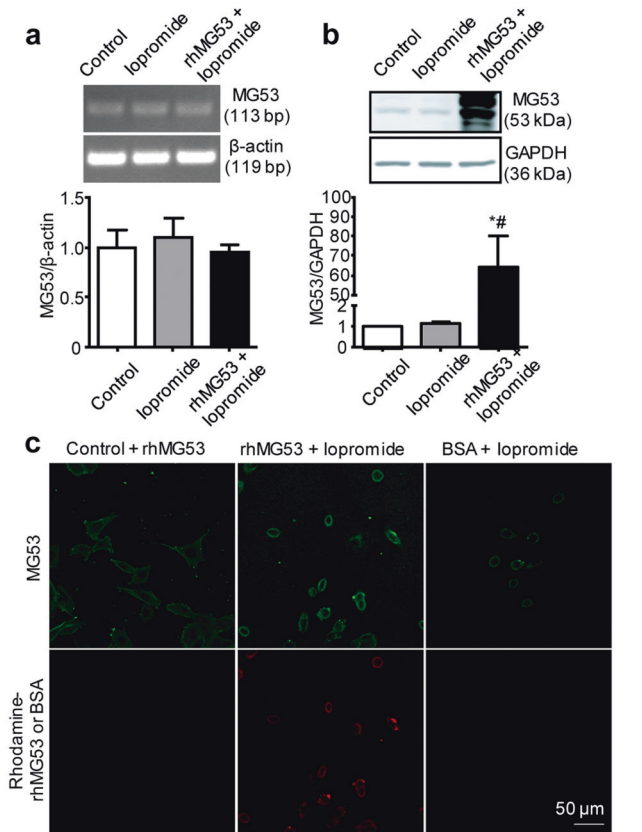 a
Control
Iopromide
rhMG53 +
Iopromide
MG53
(113 bp)
β-actin
(119 bp)
MG53/β-actin
1.5
1.0
0.5
0
Control
Iopromide
rhMG53 +
Iopromide
b
Control
Iopromide
rhMG53 +
Iopromide
MG53
(53 kDa)
GAPDH
(36 kDa)
MG53/GAPDH
100
90
80
70
60
50
2
1
0
*#
Control
Iopromide
rhMG53 +
Iopromide
c
Control + rhMG53
rhMG53 + Iopromide
BSA + Iopromide
MG53
Rhodamine-
rhMG53 or BSA
50 µm